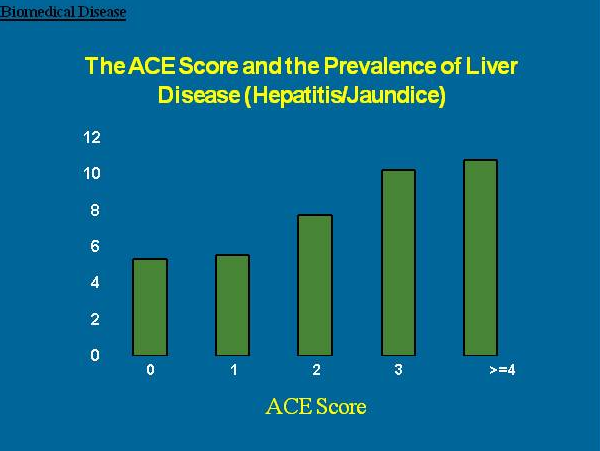 Biomedical Disease
The ACE Score and the Prevalence of Liver
Disease (Hepatitis/Jaundice)
12
10
8
6
4
2
0
0 1 2 3 >=4
ACE Score